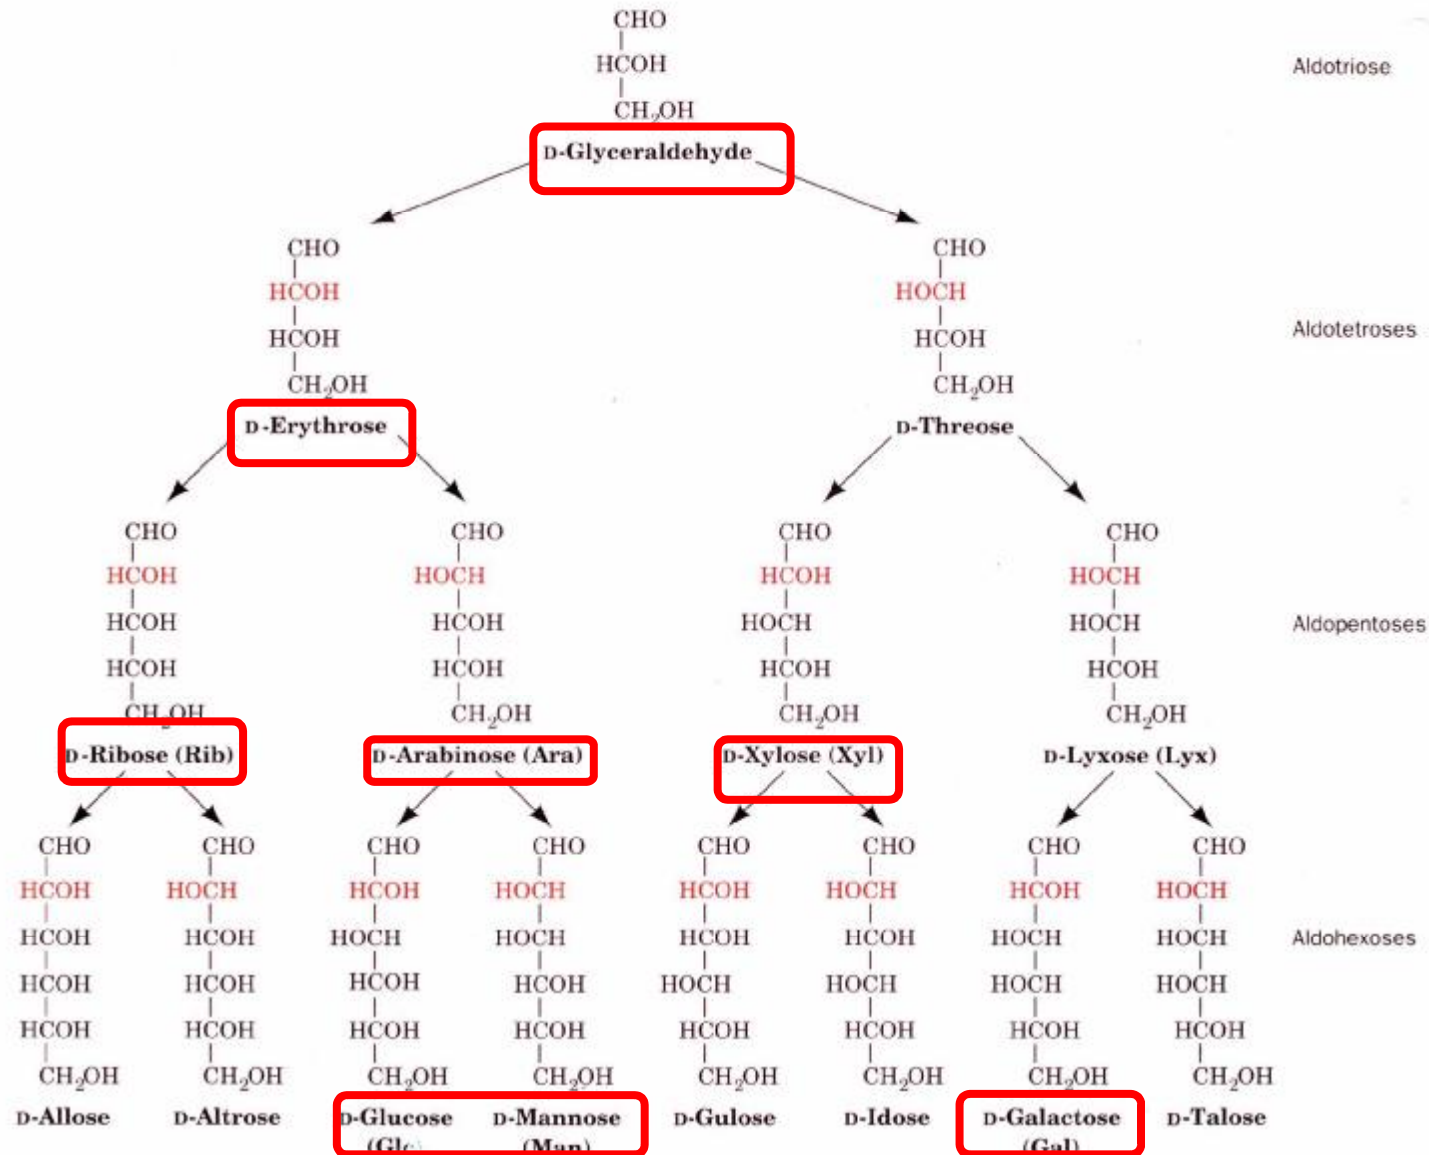 CHO
HCOH
Aldotriose
CH₂OH
D-Glyceraldehyde
CHO CHO
HCOH HOCH
HCOH HCOH
Aldotetroses
CH₂OH CH₂OH
D-Erythrose D-Threose
CHO CHO CHO CHO
HCOH HOCH HCOH HOCH
HCOH HCOH HOCH HOCH
Aldopentoses
HCOH HCOH HCOH HCOH
CH₂OH CH₂OH CH₂OH CH₂OH
D-Ribose (Rib) D-Arabinose (Ara) D-Xylose (Xyl) D-Lyxose (Lyx)
CHO CHO CHO CHO CHO CHO CHO CHO
HCOH HOCH HCOH HOCH HCOH HOCH HCOH HOCH
HCOH HCOH HOCH HOCH HCOH HCOH HOCH HOCH
Aldohexoses
HCOH HCOH HCOH HCOH HOCH HOCH HOCH HOCH
HCOH HCOH HCOH HCOH HCOH HCOH HCOH HCOH
CH₂OH CH₂OH CH₂OH CH₂OH CH₂OH CH₂OH CH₂OH CH₂OH
D-Allose D-Altrose D-Glucose D-Mannose D-Gulose D-Idose D-Galactose D-Talose
(Man) (Gal)